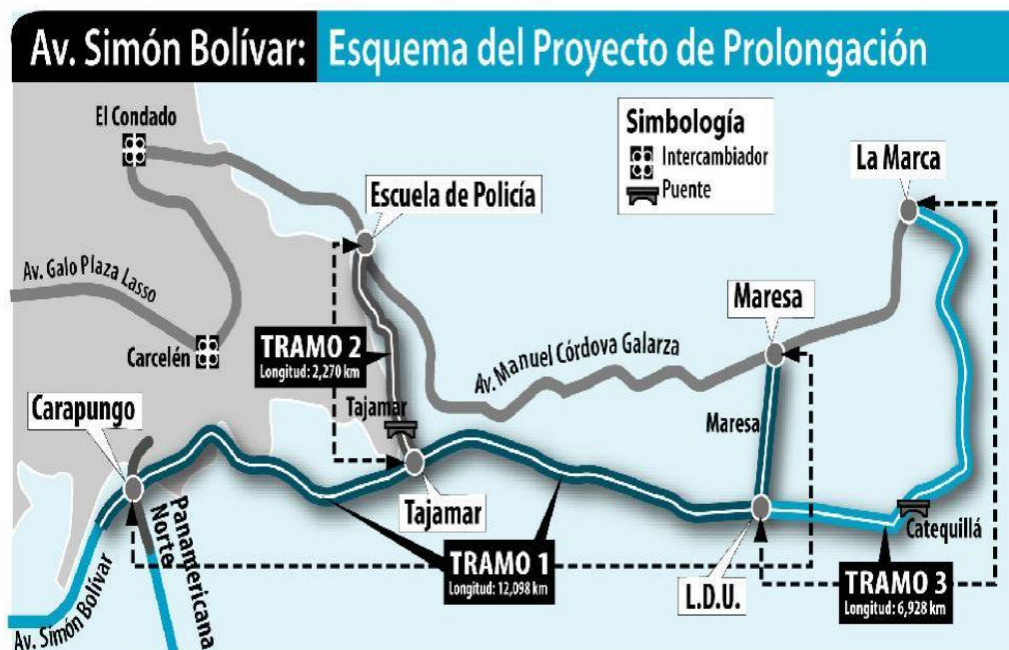 Av. Simón Bolívar: Esquema del Proyecto de Prolongación
El Condado
Simbología
Intercambiador
Puente
La Marca
Escuela de Policía
Av. Galo Plaza Lasso
Maresa
TRAMO 2
Longitud: 2,270 km
Carcelén
Av. Manuel Córdova Galarza
Carapungo
Tajamar
Maresa
Tajamar
Panamericana
Norte
Catequillá
TRAMO 1
Longitud: 12,098 km
L.D.U.
TRAMO 3
Longitud: 6,928 km
Av. Simón Bolívar